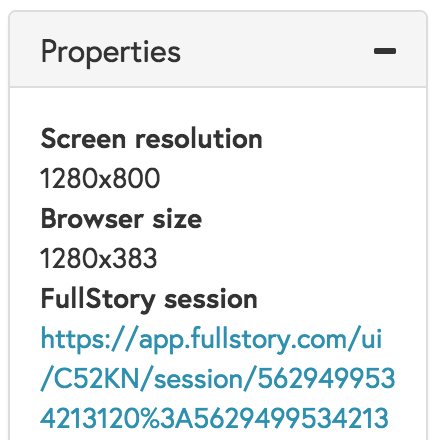 Properties
Screen resolution
1280x800
Browser size
1280x383
FullStory session
https://app.fullstory.com/ui
/C52KN/session/562949953
4213120%3A5629499534213